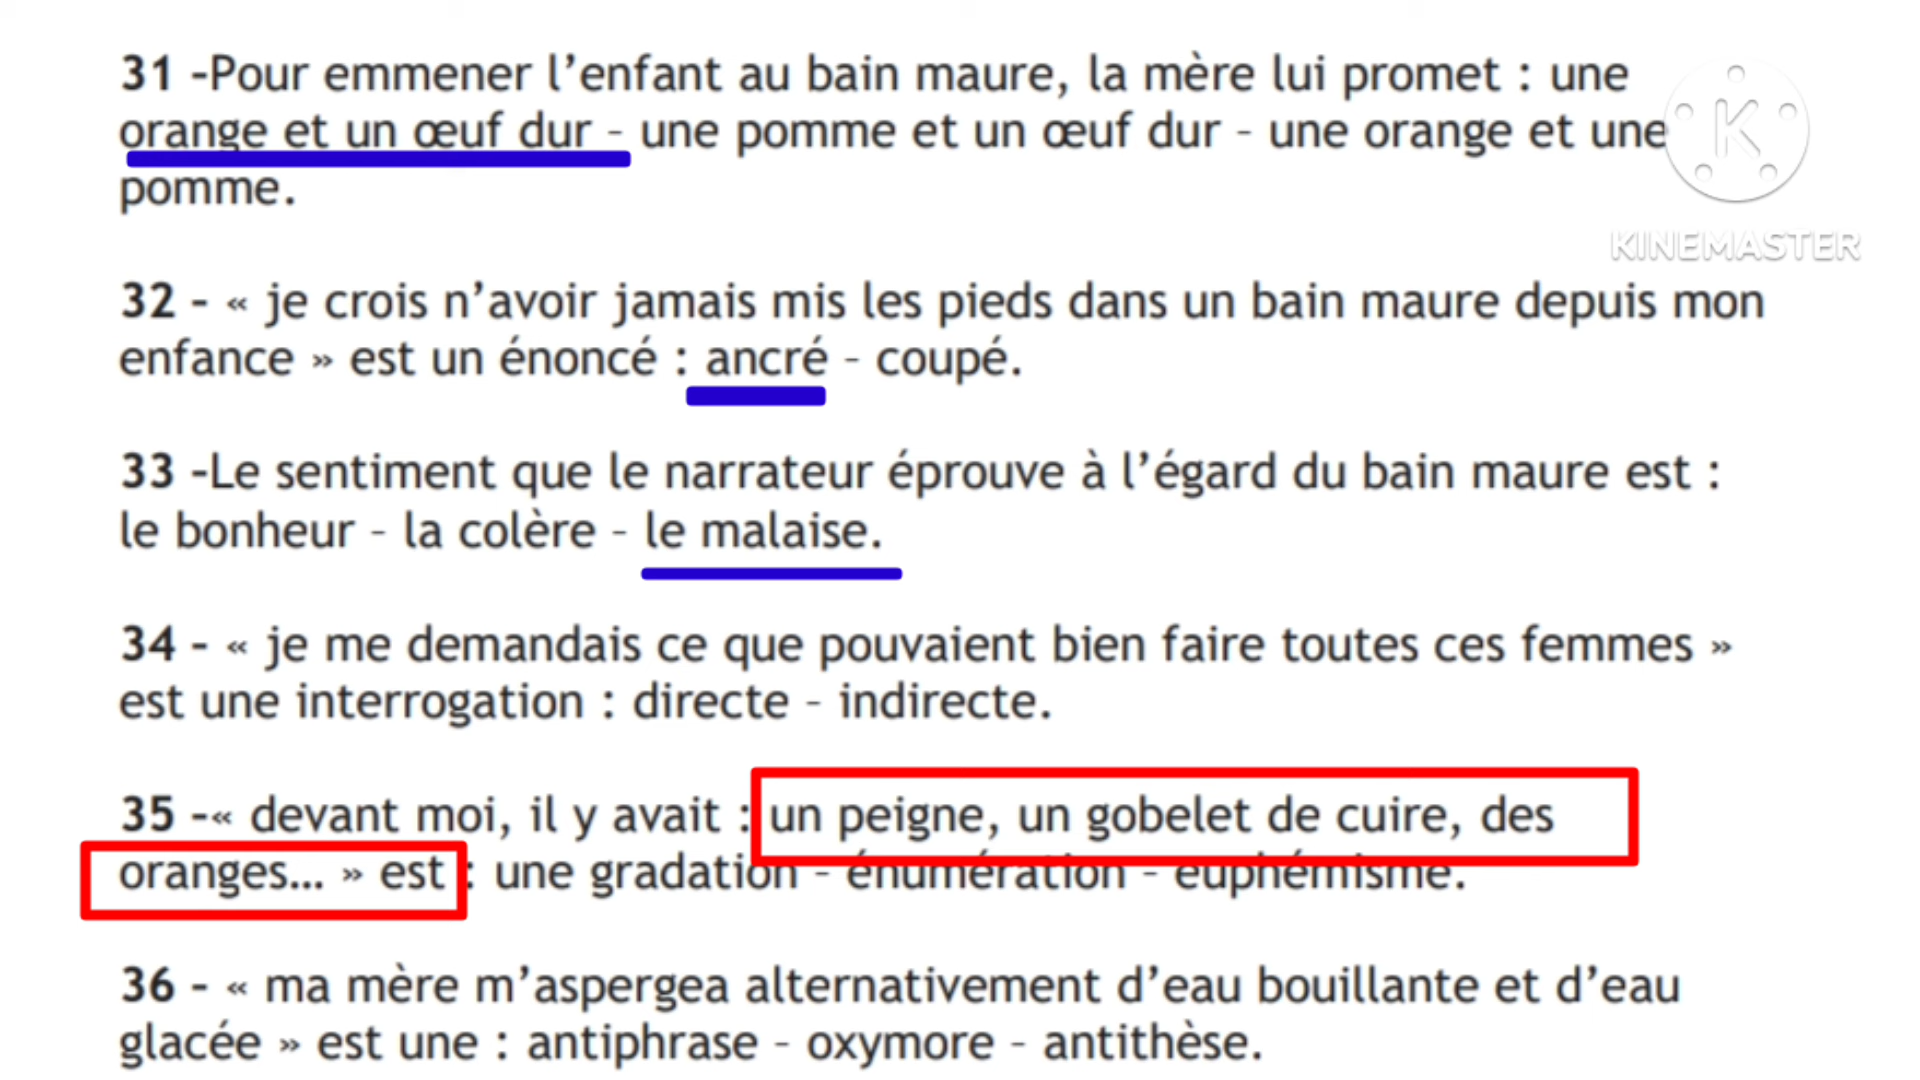 31 -Pour emmener l’enfant au bain maure, la mère lui promet : une
orange et un œuf dur - une pomme et un œuf dur - une orange et une
pomme.
K
KINEMASTER
32 - « je crois n’avoir jamais mis les pieds dans un bain maure depuis mon
enfance » est un énoncé : ancré - coupé.
33 -Le sentiment que le narrateur éprouve à l’égard du bain maure est :
le bonheur - la colère - le malaise.
34 - « je me demandais ce que pouvaient bien faire toutes ces femmes »
est une interrogation : directe - indirecte.
35 -« devant moi, il y avait : un peigne, un gobelet de cuire, des
oranges… » est : une gradation - énumération - euphémisme.
36 - « ma mère m’aspergea alternativement d’eau bouillante et d’eau
glacée » est une : antiphrase - oxymore - antithèse.